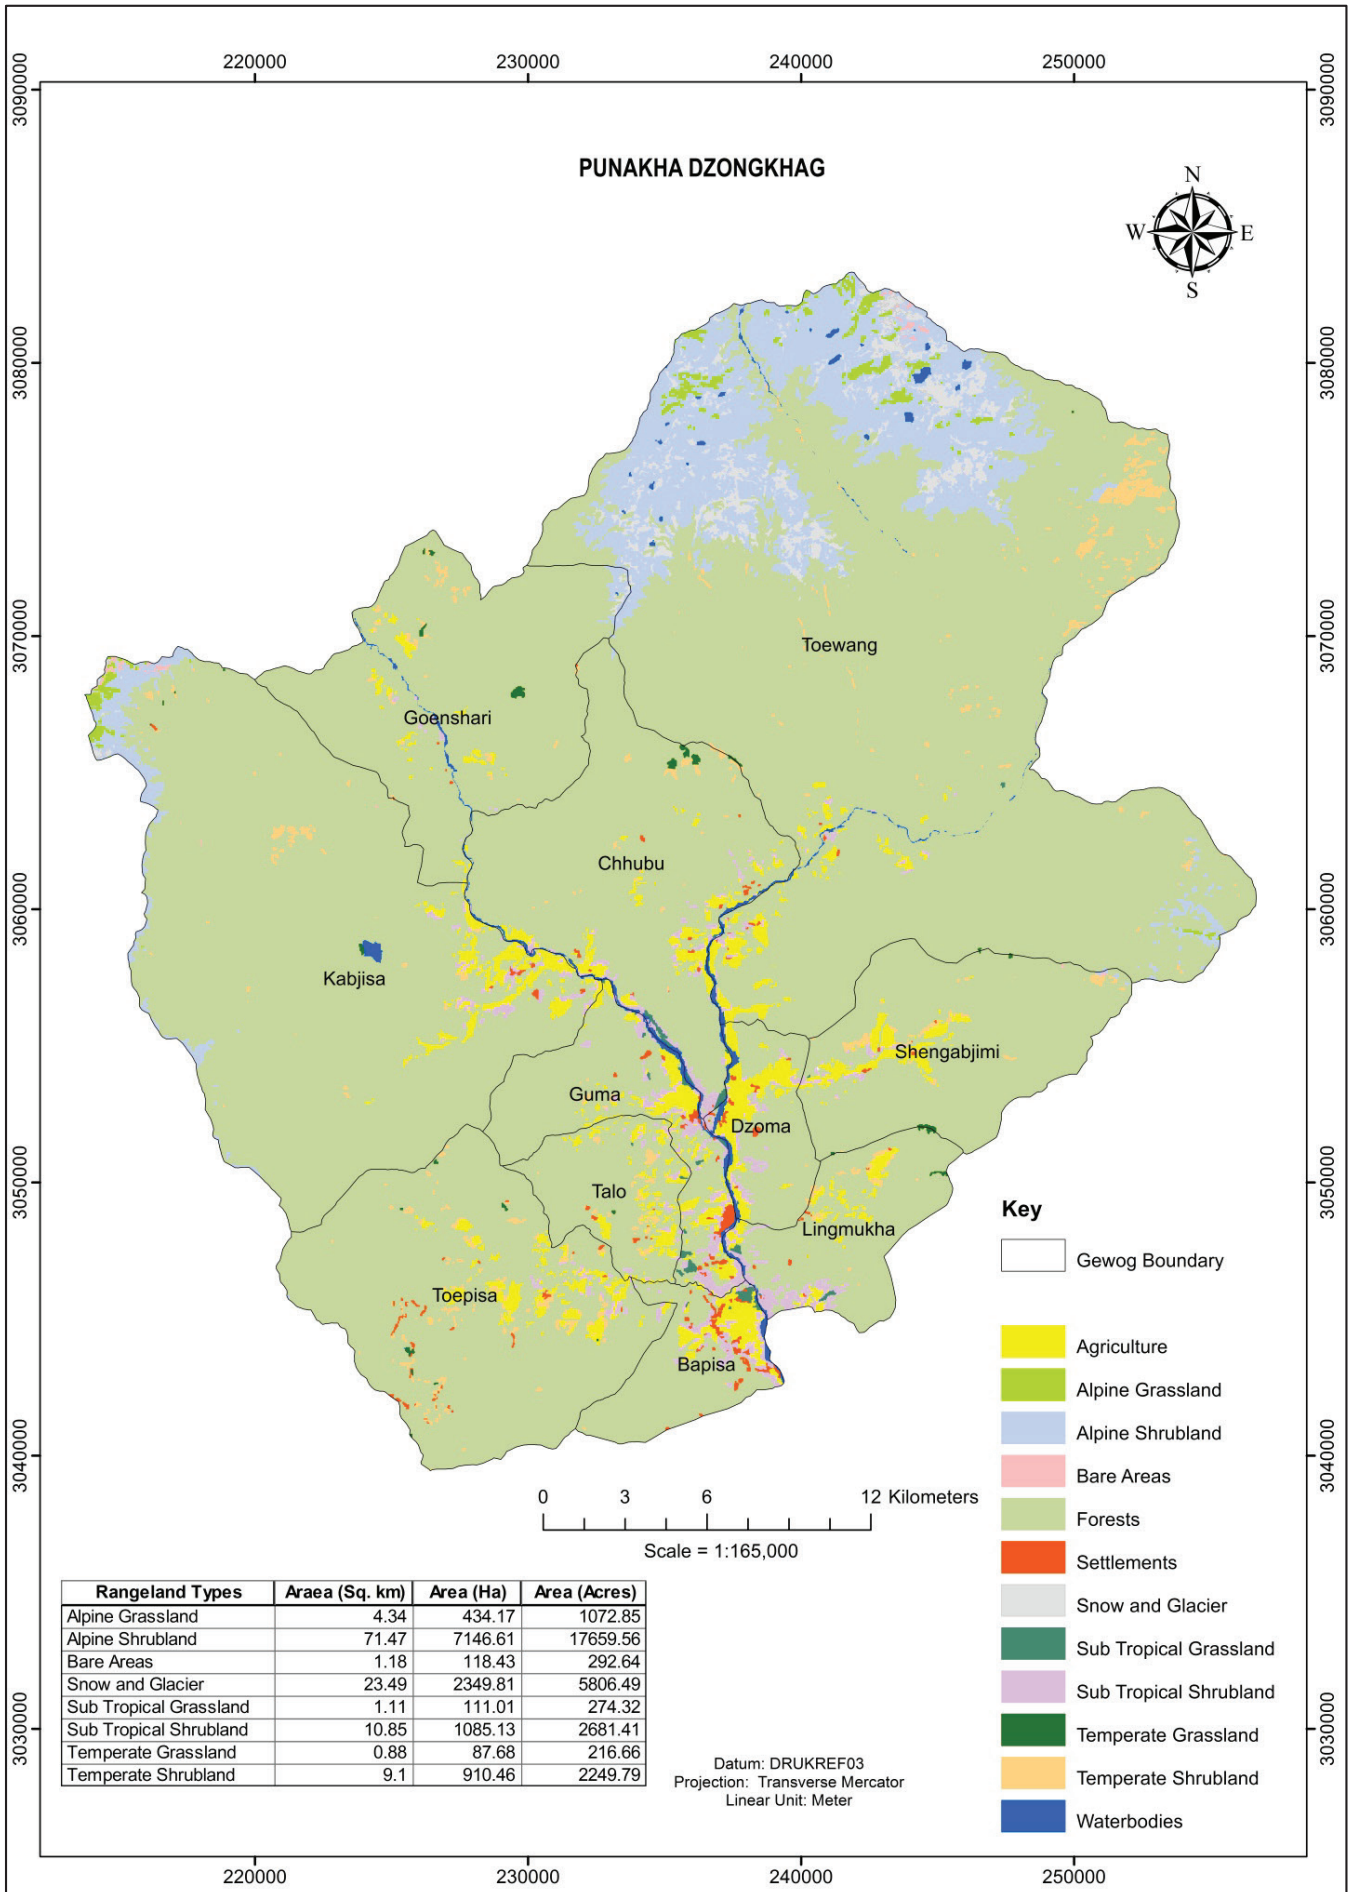 220000 230000 240000 250000
3090000 3090000
PUNAKHA DZONGKHAG
N
W E
S
3080000 3080000
3070000 3070000
Toewang
Goenshari
Chhubu
3060000 3060000
Kabjisa
Shengabjimi
Guma
Dzoma
3050000 3050000
Talo
Lingmukha
Toepisa
Bapisa
3040000 3040000
Key
Gewog Boundary
Agriculture
Alpine Grassland
Alpine Shrubland
Bare Areas
Forests
Settlements
Snow and Glacier
Sub Tropical Grassland
Sub Tropical Shrubland
Temperate Grassland
Temperate Shrubland
Waterbodies
0 3 6 12 Kilometers
Scale = 1:165,000
Rangeland Types Araea (Sq. km) Area (Ha) Area (Acres)
Alpine Grassland 4.34 434.17 1072.85
Alpine Shrubland 71.47 7146.61 17659.56
Bare Areas 1.18 118.43 292.64
Snow and Glacier 23.49 2349.81 5806.49
Sub Tropical Grassland 1.11 111.01 274.32
Sub Tropical Shrubland 10.85 1085.13 2681.41
Temperate Grassland 0.88 87.68 216.66
Temperate Shrubland 9.1 910.46 2249.79
3030000 3030000
Datum: DRUKREF03
Projection: Transverse Mercator
Linear Unit: Meter
220000 230000 240000 250000